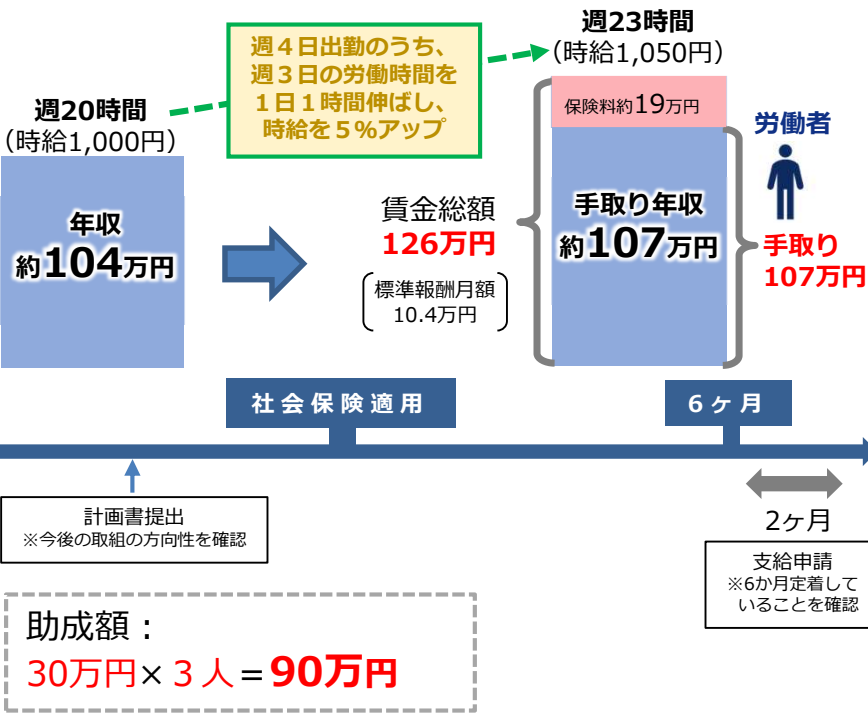 週20時間
（時給1,000円）
週４日出勤のうち、
週３日の労働時間を
１日１時間伸ばし、
時給を５％アップ
週23時間
（時給1,050円）
年収
約104万円
賃金総額
126万円
標準報酬月額
10.4万円
保険料約19万円
手取り年収
約107万円
労働者
手取り
107万円
社会保険適用
６ヶ月
計画書提出
※今後の取組の方向性を確認
2ヶ月
支給申請
※6か月定着して
いることを確認
助成額：
30万円×３人＝90万円